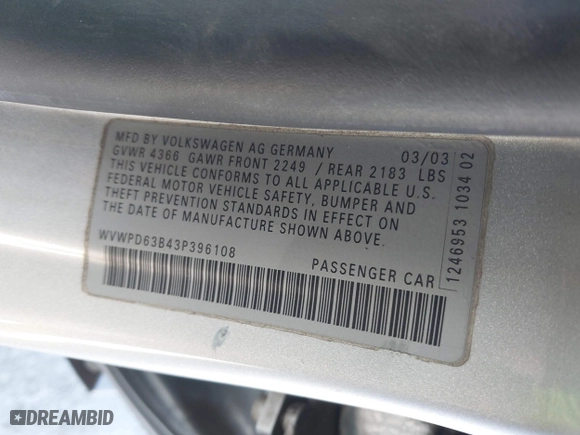 MFD BY VOLKSWAGEN AG GERMANY 03/03
GVWR 4366 GAWR FRONT 2249 / REAR 2183 LBS
THIS VEHICLE CONFORMS TO ALL APPLICABLE U.S.
FEDERAL MOTOR VEHICLE SAFETY, BUMPER AND
THEFT PREVENTION STANDARDS IN EFFECT ON
THE DATE OF MANUFACTURE SHOWN ABOVE.
WVWPD63B43P396108
PASSENGER CAR
1246953 1034 02
DREAMBID